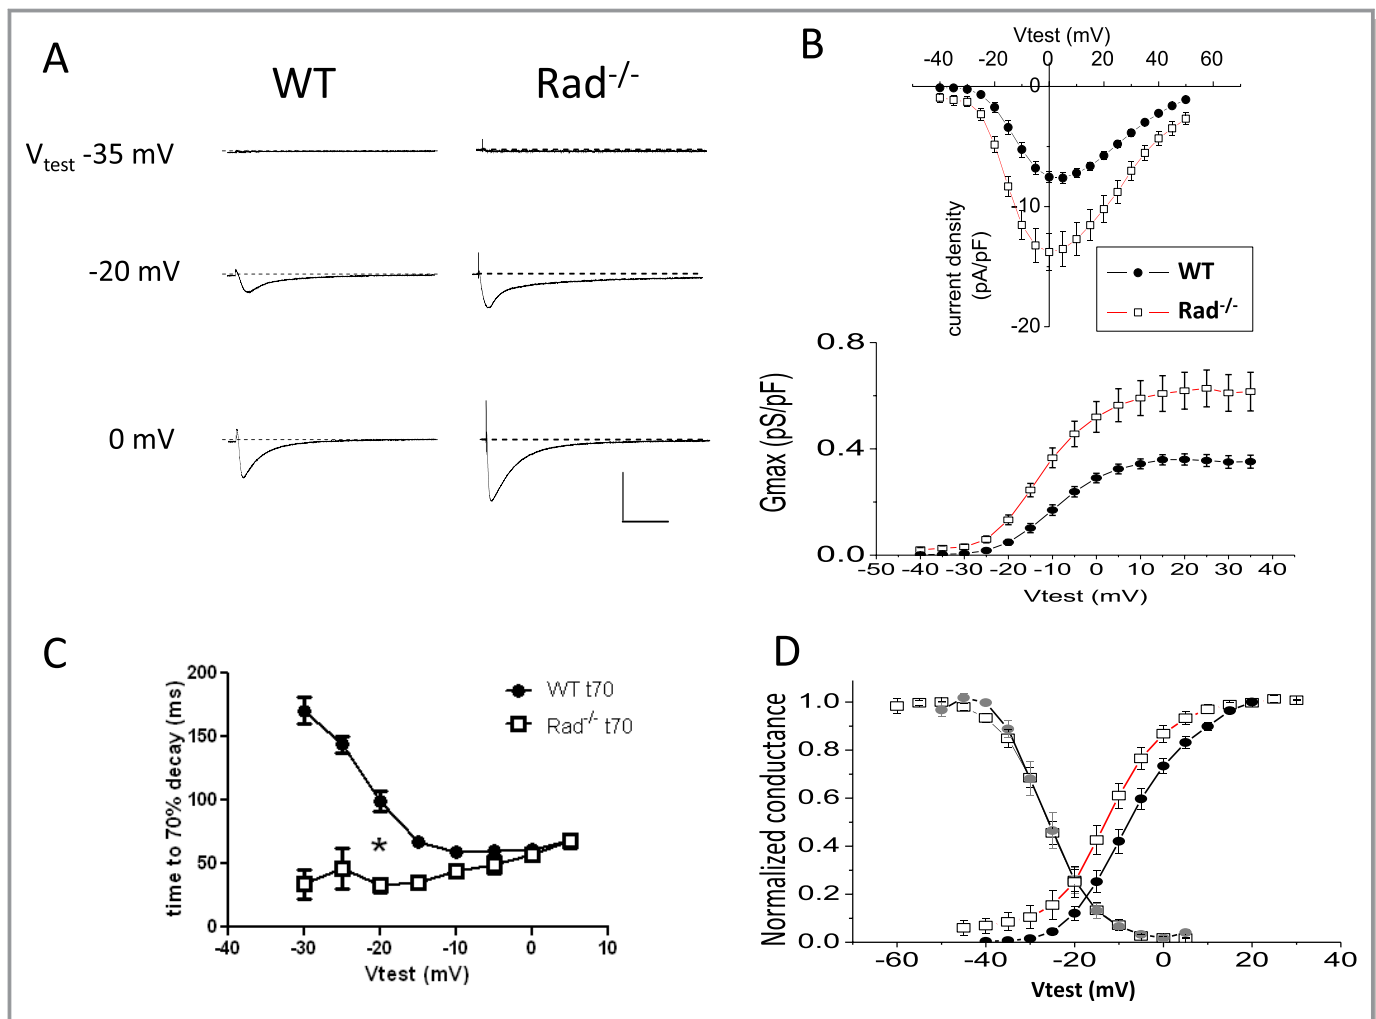 A
WT
Rad-/-
Vtest -35 mV
-20 mV
0 mV
B
Vtest (mV)
-40 -20 0 20 40 60
0
-10
-20
current density
(pA/pF)
WT
Rad-/-
0.8
0.4
0.0
Gmax (pS/pF)
-50 -40 -30 -20 -10 0 10 20 30 40
Vtest (mV)
C
200
150
100
50
0
time to 70% decay (ms)
WT t70
Rad-/- t70
*
-40 -30 -20 -10 0 10
Vtest (mV)
D
1.0
0.8
0.6
0.4
0.2
0.0
Normalized conductance
-60 -40 -20 0 20 40
Vtest (mV)